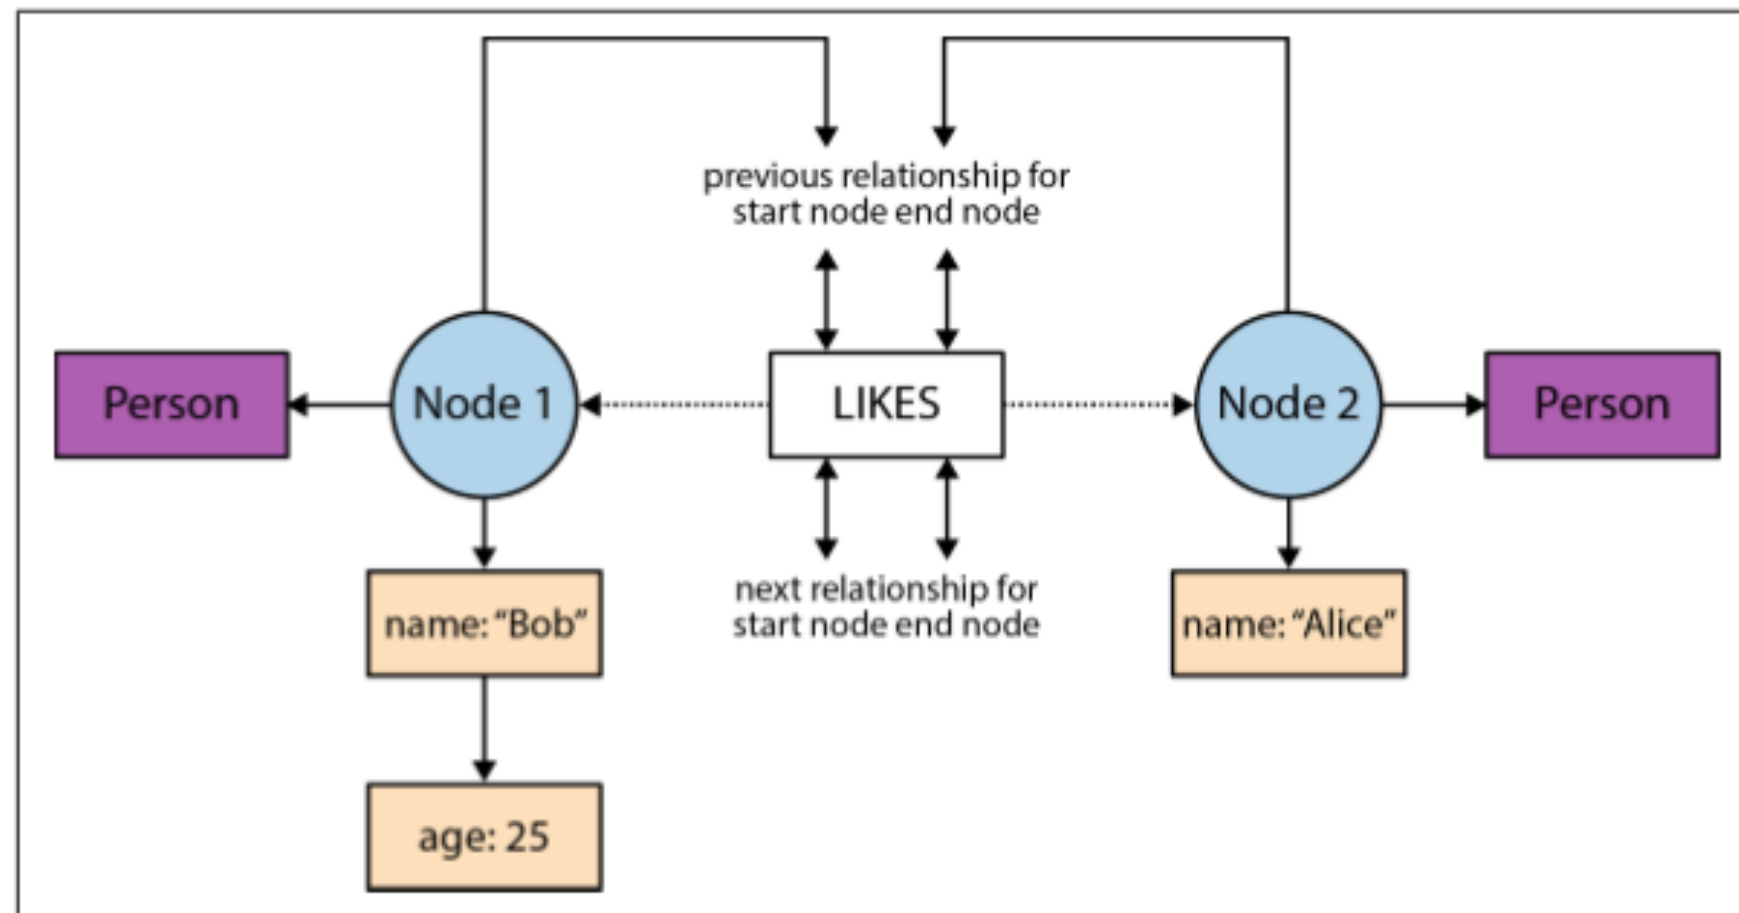 previous relationship for
start node end node
Person
Node 1
LIKES
Node 2
Person
name: “Bob”
next relationship for
start node end node
name: “Alice”
age: 25